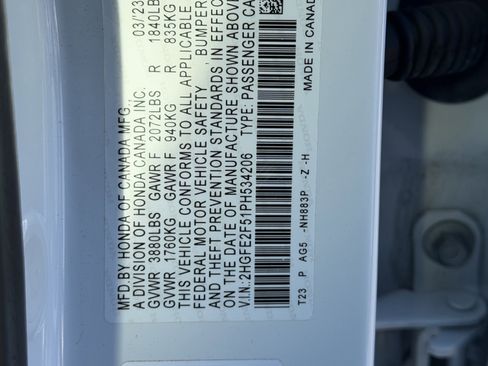 MFD.BY HONDA OF CANADA MFG.
A DIVISION OF HONDA CANADA INC. 03/23
GVWR 3880LBS GAWR F 2072LBS R 1840LB
GVWR 1760KG GAWR F 940KG R 835KG
THIS VEHICLE CONFORMS TO ALL APPLICABLE
FEDERAL MOTOR VEHICLE SAFETY, BUMPER
AND THEFT PREVENTION STANDARDS IN EFFECT
ON THE DATE OF MANUFACTURE SHOWN ABOVE
V.I.N.:2HGFE2F51PH534206 TYPE: PASSENGER CA
MADE IN CANADA
T23 P AG5 -NH883P -Z -H